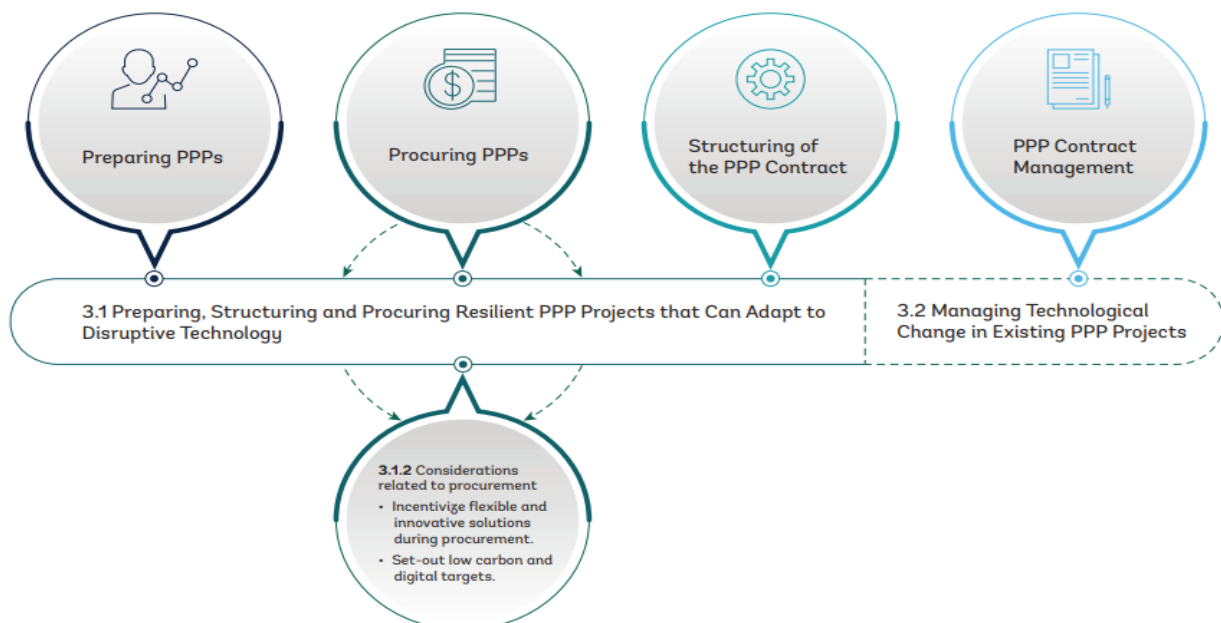 Preparing PPPs
Procuring PPPs
Structuring of
the PPP Contract
PPP Contract
Management
$
3.1 Preparing, Structuring and Procuring Resilient PPP Projects that Can Adapt to
Disruptive Technology
3.2 Managing Technological
Change in Existing PPP Projects
3.1.2 Considerations
related to procurement
• Incentivize flexible and
innovative solutions
during procurement.
• Set-out low carbon and
digital targets.